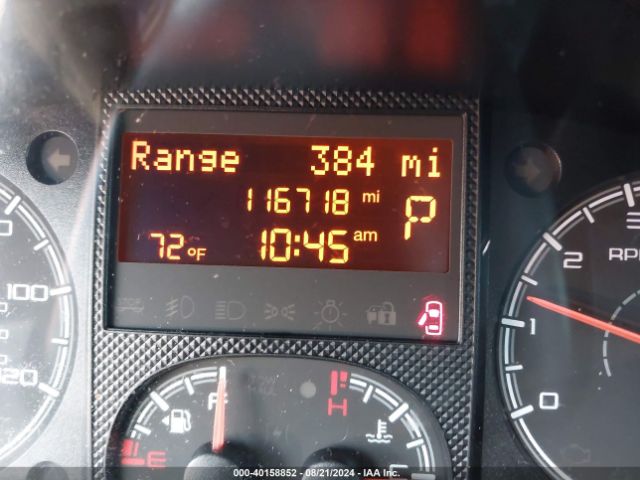 Range 384 mi
116718 mi
P
72°F 10:45 am
100
120
2
RPM
1
0
F
H
E
000-40158852 - 08/21/2024 - IAA Inc.